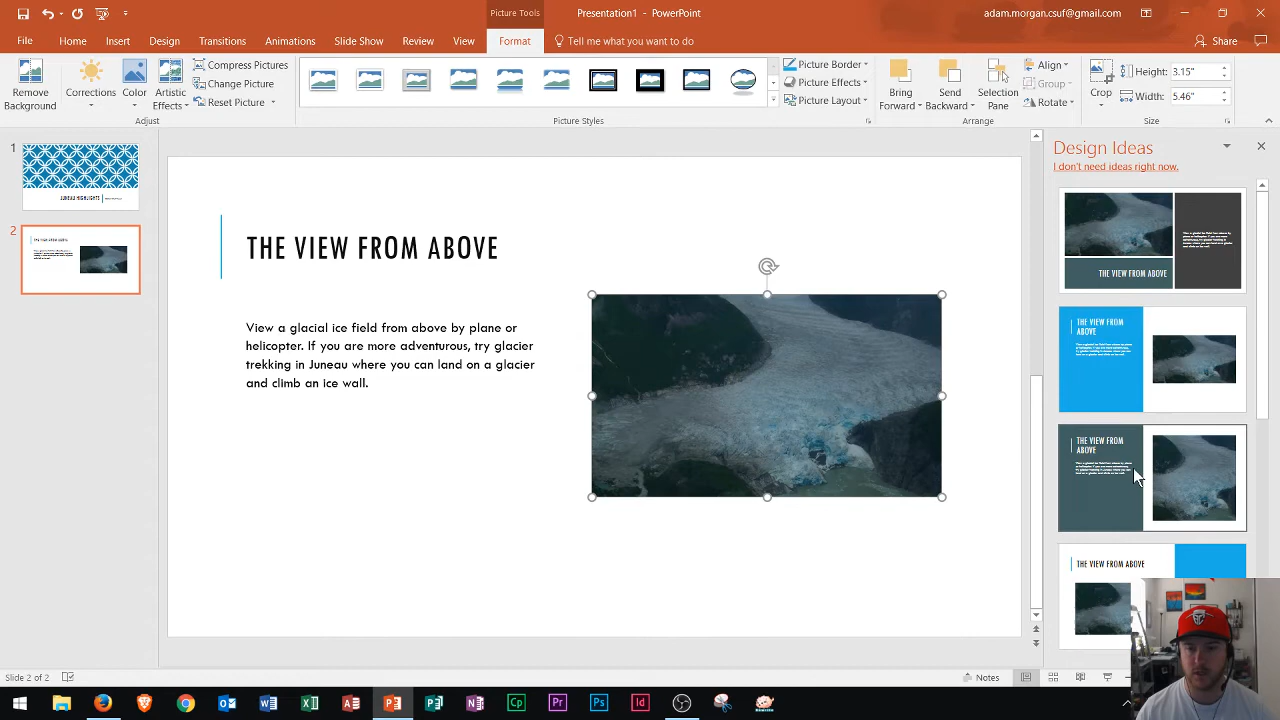 Picture Tools
Presentation1 - PowerPoint
adam.morgan.csuf@gmail.com
File
Home
Insert
Design
Transitions
Animations
Slide Show
Review
View
Format
Tell me what you want to do
Share
Remove
Background
Corrections
Color
Artistic
Effects
Compress Pictures
Change Picture
Reset Picture
Adjust
Picture Styles
Picture Border
Picture Effects
Picture Layout
Bring
Forward
Send
Backward
Selection
Pane
Align
Group
Rotate
Arrange
Crop
Height: 3.15"
Width: 5.46"
Size
1
JUNEAU HIGHLIGHTS
2
THE VIEW FROM ABOVE
View a glacial ice field from above by plane or
helicopter. If you are more adventurous, try glacier
trekking in Juneau where you can land on a glacier
and climb an ice wall.
Design Ideas
I don't need ideas right now.
THE VIEW FROM ABOVE
THE VIEW FROM
ABOVE
THE VIEW FROM
ABOVE
THE VIEW FROM ABOVE
Slide 2 of 2
Notes